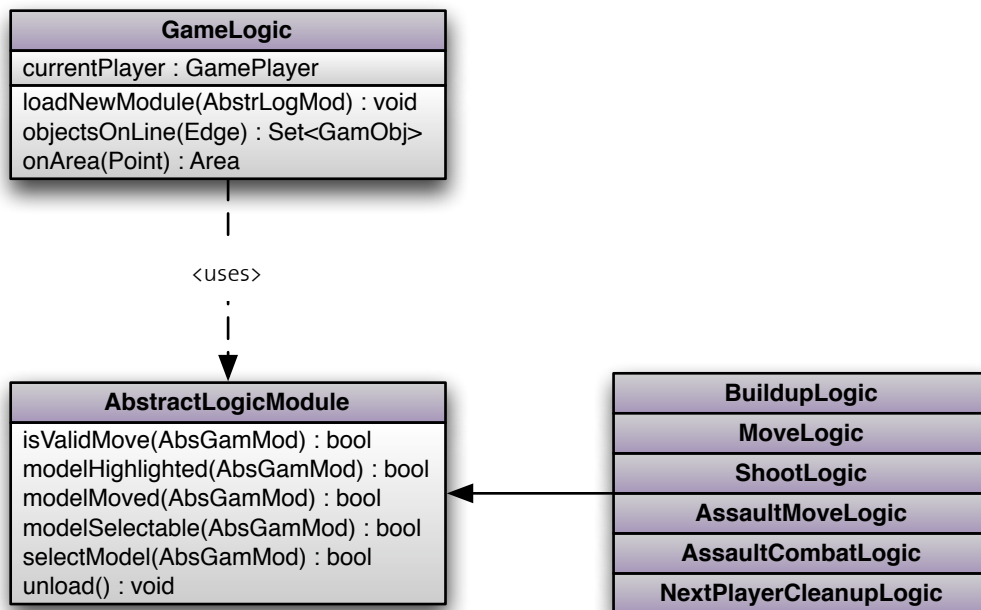 GameLogic
currentPlayer : GamePlayer
loadNewModule(AbstrLogMod) : void
objectsOnLine(Edge) : Set<GamObj>
onArea(Point) : Area
<uses>
AbstractLogicModule
isValidMove(AbsGamMod) : bool
modelHighlighted(AbsGamMod) : bool
modelMoved(AbsGamMod) : bool
modelSelectable(AbsGamMod) : bool
selectModel(AbsGamMod) : bool
unload() : void
BuildupLogic
MoveLogic
ShootLogic
AssaultMoveLogic
AssaultCombatLogic
NextPlayerCleanupLogic